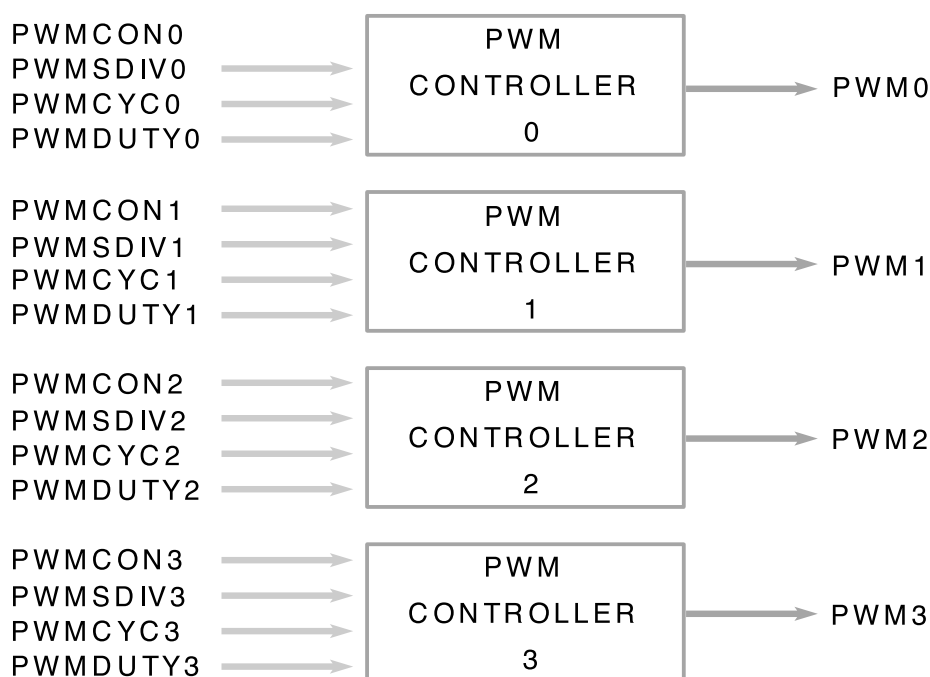 PWMCON0
PWMSDIV0
PWMCYC0
PWMDUTY0
PWM
CONTROLLER
0
PWM0
PWMCON1
PWMSDIV1
PWMCYC1
PWMDUTY1
PWM
CONTROLLER
1
PWM1
PWMCON2
PWMSDIV2
PWMCYC2
PWMDUTY2
PWM
CONTROLLER
2
PWM2
PWMCON3
PWMSDIV3
PWMCYC3
PWMDUTY3
PWM
CONTROLLER
3
PWM3